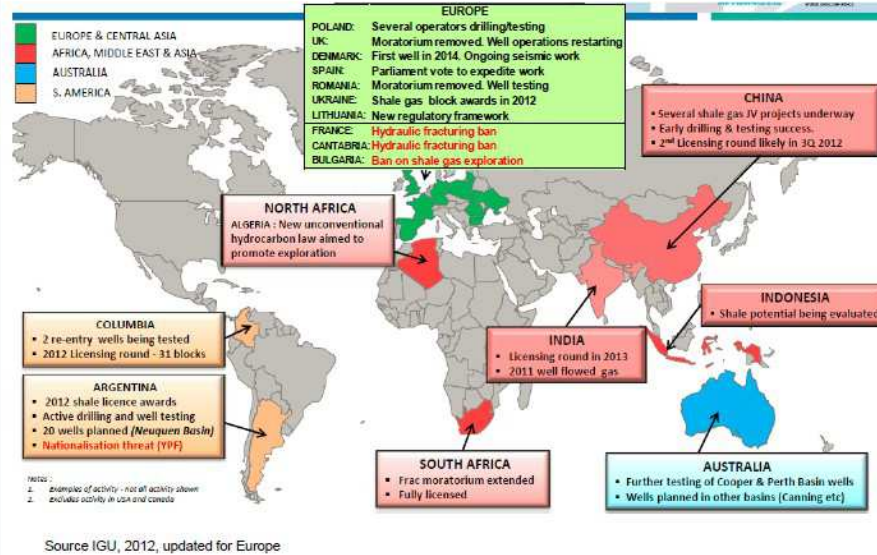 EUROPE & CENTRAL ASIA
AFRICA, MIDDLE EAST & ASIA
AUSTRALIA
S. AMERICA
EUROPE
POLAND: Several operators drilling/testing
UK: Moratorium removed. Well operations restarting
DENMARK: First well in 2014. Ongoing seismic work
SPAIN: Parliament vote to expedite work
ROMANIA: Moratorium removed. Well testing
UKRAINE: Shale gas block awards in 2012
LITHUANIA: New regulatory framework
FRANCE: Hydraulic fracturing ban
CANTABRIA: Hydraulic fracturing ban
BULGARIA: Ban on shale gas exploration
CHINA
▪ Several shale gas JV projects underway
▪ Early drilling & testing success.
▪ 2nd Licensing round likely in 3Q 2012
NORTH AFRICA
ALGERIA : New unconventional
hydrocarbon law aimed to
promote exploration
INDONESIA
▪ Shale potential being evaluated
COLUMBIA
▪ 2 re-entry wells being tested
▪ 2012 Licensing round - 31 blocks
INDIA
▪ Licensing round in 2013
▪ 2011 well flowed gas
ARGENTINA
▪ 2012 shale licence awards
▪ Active drilling and well testing
▪ 20 wells planned (Neuquen Basin)
▪ Nationalisation threat (YPF)
SOUTH AFRICA
▪ Frac moratorium extended
▪ Fully licensed
AUSTRALIA
▪ Further testing of Cooper & Perth Basin wells
▪ Wells planned in other basins (Canning etc)
Notes :
1. Examples of activity - not all activity shown
2. Excludes activity in USA and Canada
Source IGU, 2012, updated for Europe